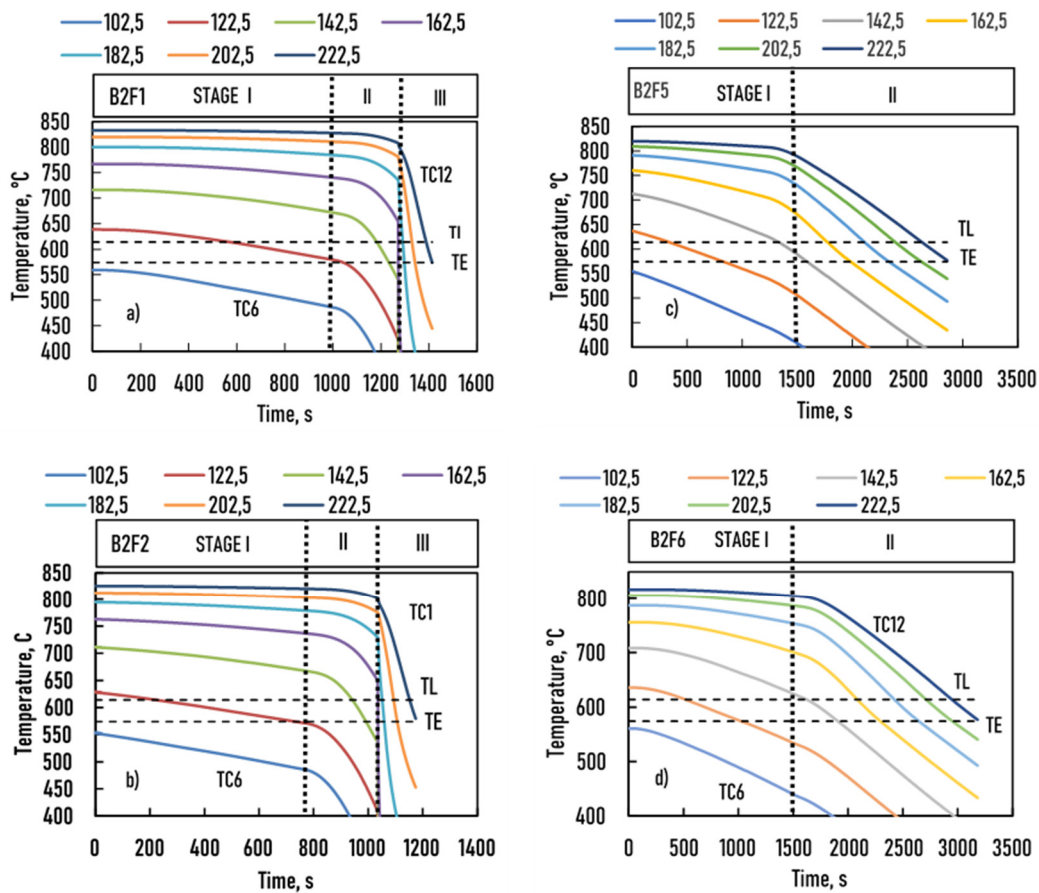 102,5 122,5 142,5 162,5
182,5 202,5 222,5
B2F1 STAGE I II III
850
800
750
700
650
600
550
500
450
400
Temperature, °C
TC12
TI
TE
TC6
a)
0 200 400 600 800 1000 1200 1400 1600
Time, s
102,5 122,5 142,5 162,5
182,5 202,5 222,5
B2F5 STAGE I II
850
800
750
700
650
600
550
500
450
400
Temperature, °C
TL
TE
c)
0 500 1000 1500 2000 2500 3000 3500
Time, s
102,5 122,5 142,5 162,5
182,5 202,5 222,5
B2F2 STAGE I II III
850
800
750
700
650
600
550
500
450
400
Temperature, C
TC1
TL
TE
TC6
b)
0 200 400 600 800 1000 1200 1400
Time, s
102,5 122,5 142,5 162,5
182,5 202,5 222,5
B2F6 STAGE I II
800
700
600
500
400
Temperature, °C
TC12
TL
TE
TC6
d)
0 500 1000 1500 2000 2500 3000 3500
Time, s